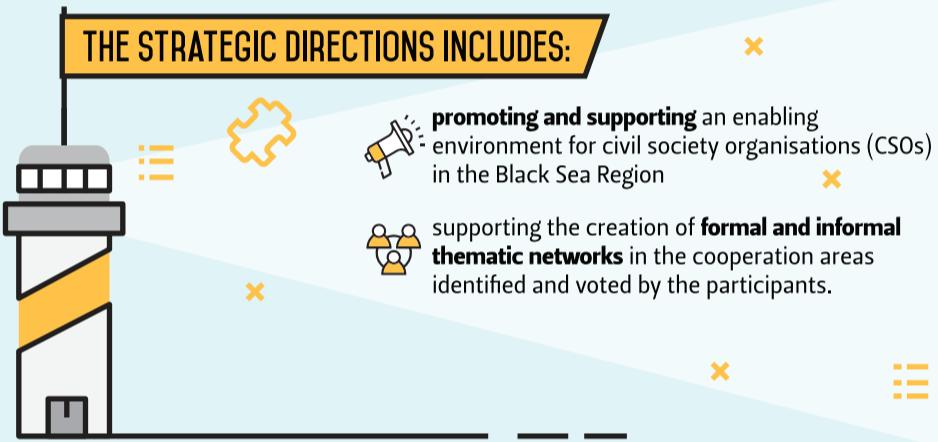 THE STRATEGIC DIRECTIONS INCLUDES:
promoting and supporting an enabling
environment for civil society organisations (CSOs)
in the Black Sea Region
supporting the creation of formal and informal
thematic networks in the cooperation areas
identified and voted by the participants.